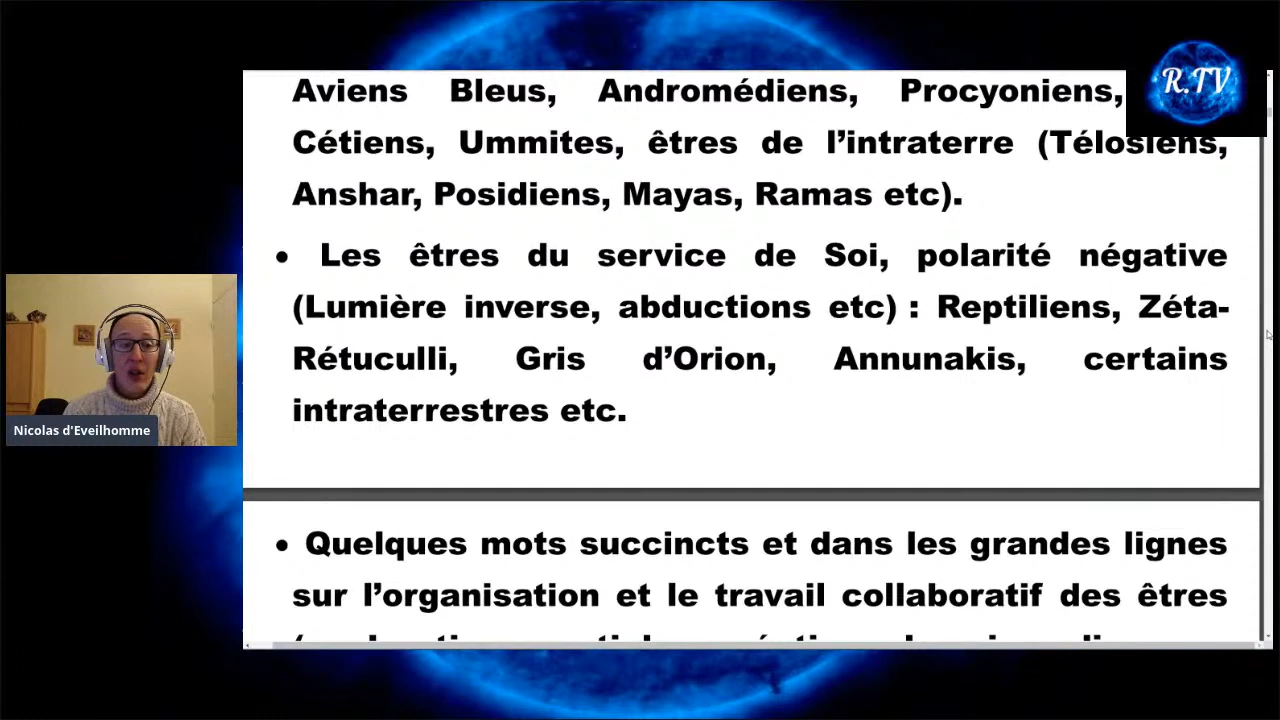 Aviens Bleus, Andromédiens, Procyoniens,
Cétiens, Ummites, êtres de l’intraterre (Télosiens,
Anshar, Posidiens, Mayas, Ramas etc).
• Les êtres du service de Soi, polarité négative
(Lumière inverse, abductions etc) : Reptiliens, Zéta-
Rétuculli, Gris d’Orion, Annunakis, certains
intraterrestres etc.
• Quelques mots succincts et dans les grandes lignes
sur l’organisation et le travail collaboratif des êtres
R.TV
Nicolas d'Eveilhomme